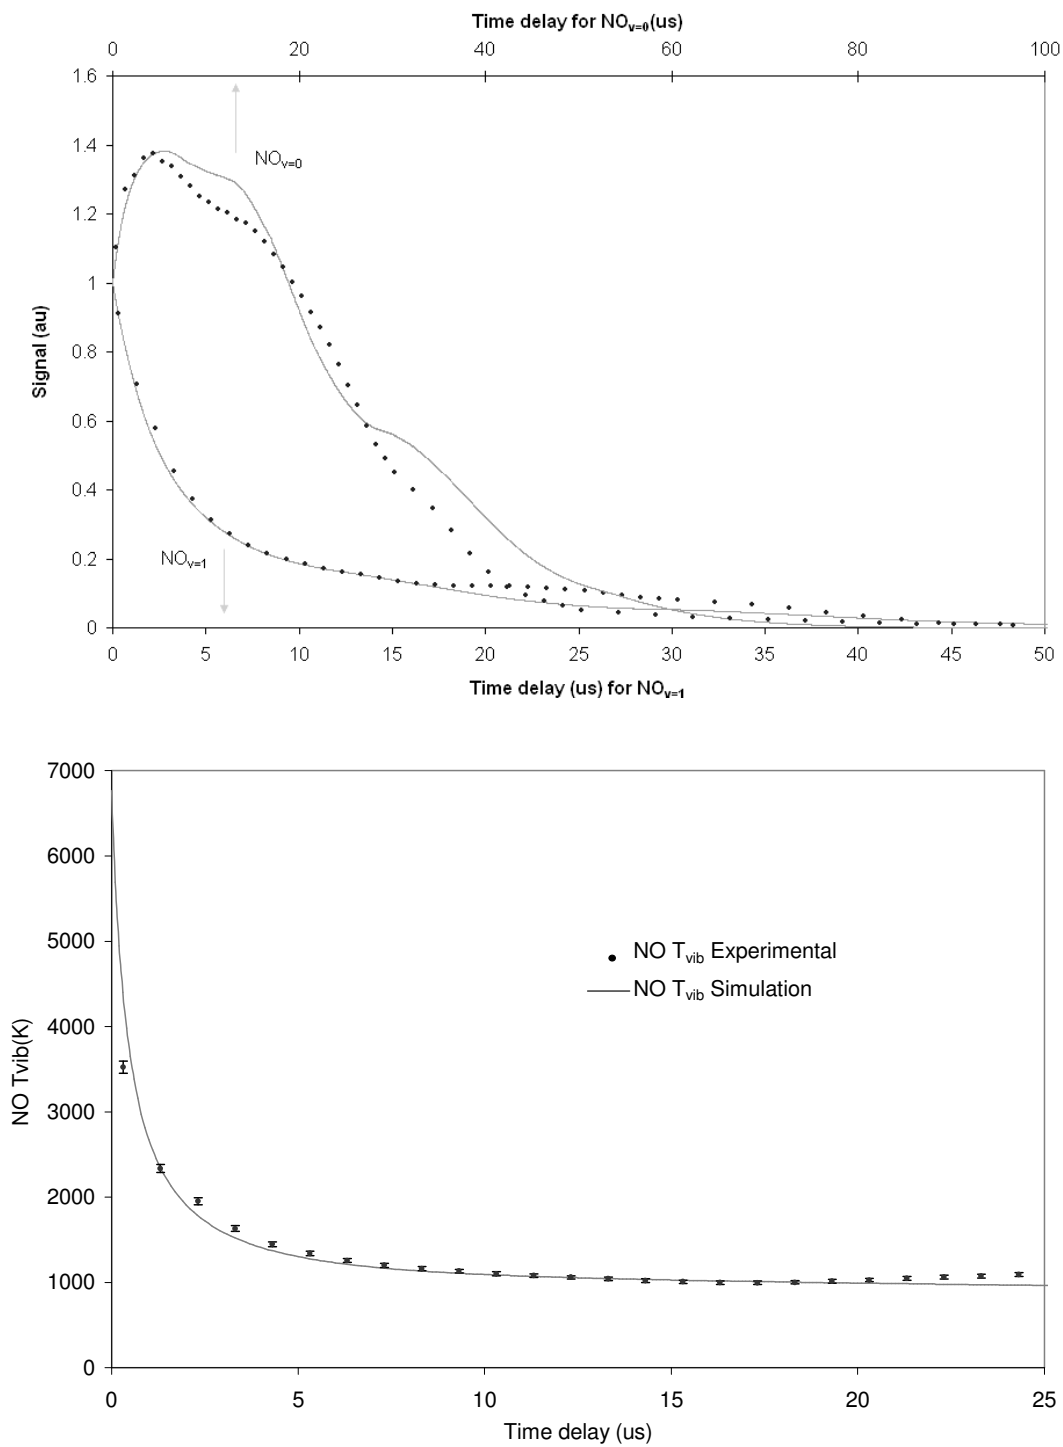 Time delay for NOv=0(us)
0 20 40 60 80 100
1.6
1.4
NOv=0
1.2
1
Signal (au)
0.8
0.6
0.4
NOv=1
0.2
0
0 5 10 15 20 25 30 35 40 45 50
Time delay (us) for NOv=1
7000
6000
5000
NO Tvib Experimental
NO Tvib Simulation
4000
NO Tvib(K)
3000
2000
1000
0
0 5 10 15 20 25
Time delay (us)